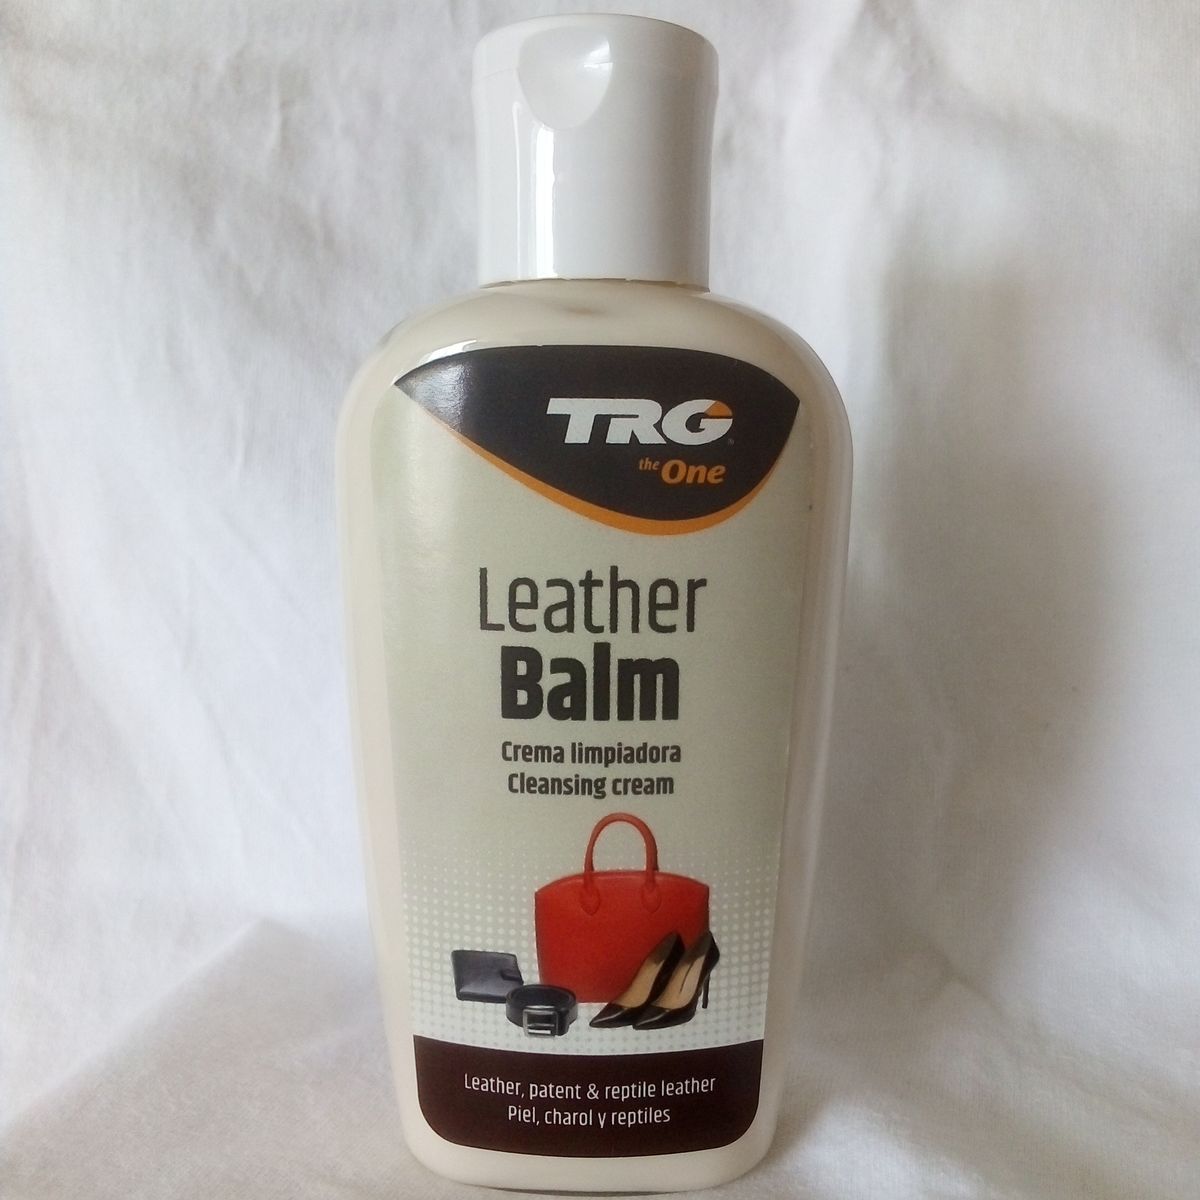 TRG
the One
Leather
Balm
Crema limpiadora
Cleansing cream
Leather, patent & reptile leather
Piel, charol y reptiles